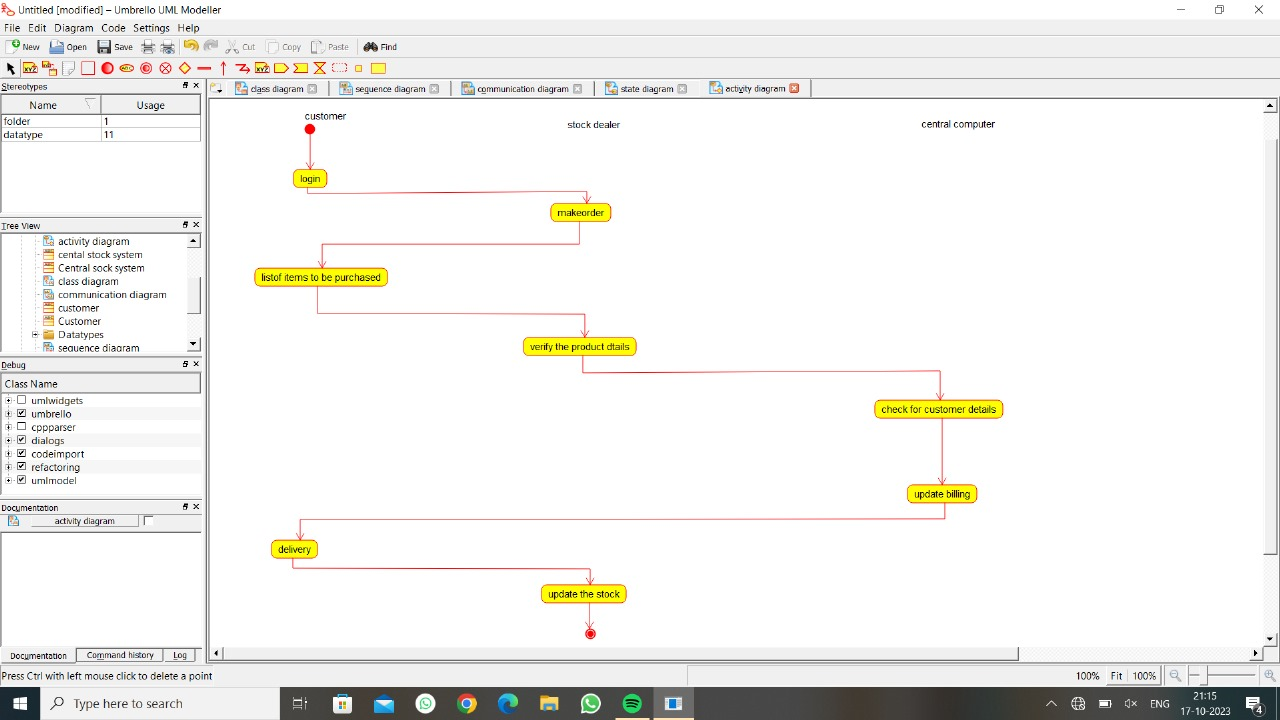 Untitled [modified] – Umbrello UML Modeller
File Edit Diagram Code Settings Help
New Open Save Cut Copy Paste Find
Stereotypes
Name Usage
folder 1
datatype 11
Tree View
activity diagram
cental stock system
Central sock system
class diagram
communication diagram
customer
Customer
Datatypes
sequence diagram
Debug
Class Name
umlwidgets
umbrello
cppparser
dialogs
codeimport
refactoring
umlmodel
Documentation
activity diagram
Documentation Command history Log
class diagram sequence diagram communication diagram state diagram activity diagram
customer
stock dealer
central computer
login
makeorder
listof items to be purchased
verify the product dtails
check for customer details
update billing
delivery
update the stock
Press Ctrl with left mouse click to delete a point
100% Fit 100%
Type here to search
ENG
21:15
17-10-2023
4